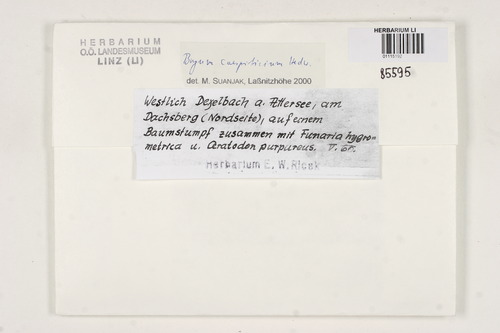 HERBARIUM
O.Ö. LANDESMUSEUM
LINZ (LI)
Bryum caespiticium Hedw.
det. M. SUANJAK, Laßnitzhöhe 2000
HERBARIUM LI
85595
Westlich Dexelbach a. Attersee, am
Dachsberg (Nordseite), auf einem
Baumstumpf zusammen mit Funaria hygro-
metrica u. Ceratodon purpureus.
Herbarium E. W. Ricek